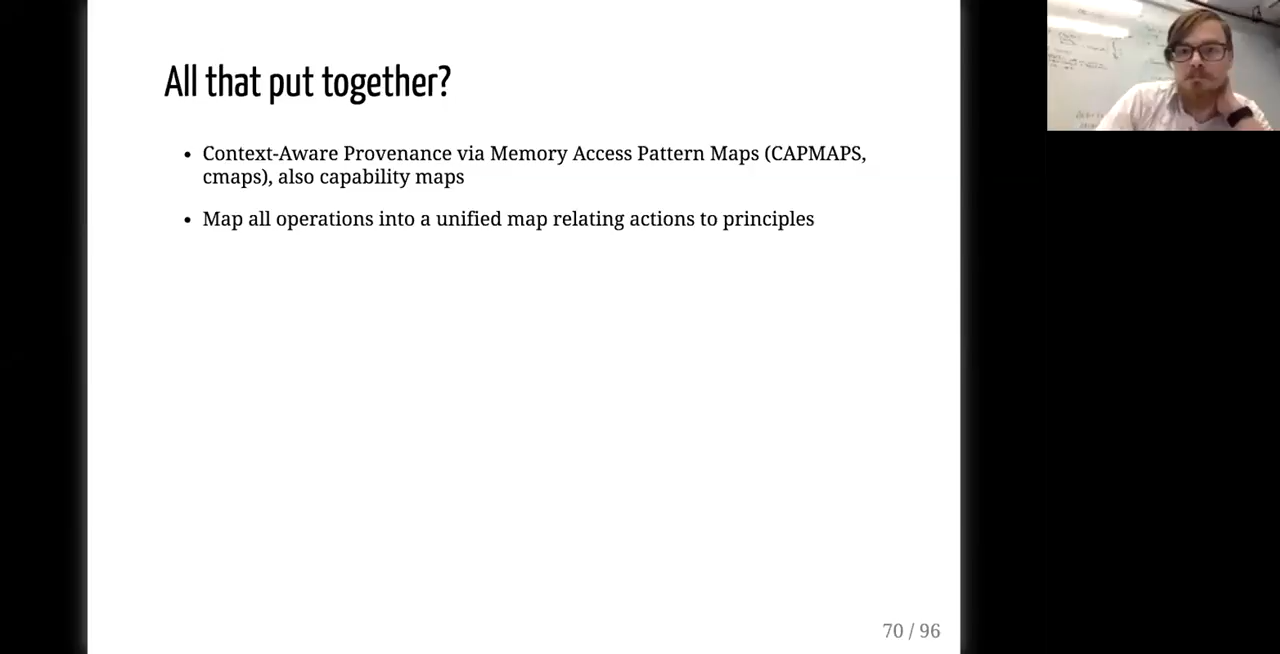 All that put together?
• Context-Aware Provenance via Memory Access Pattern Maps (CAPMAPS,
cmaps), also capability maps
• Map all operations into a unified map relating actions to principles
70 / 96